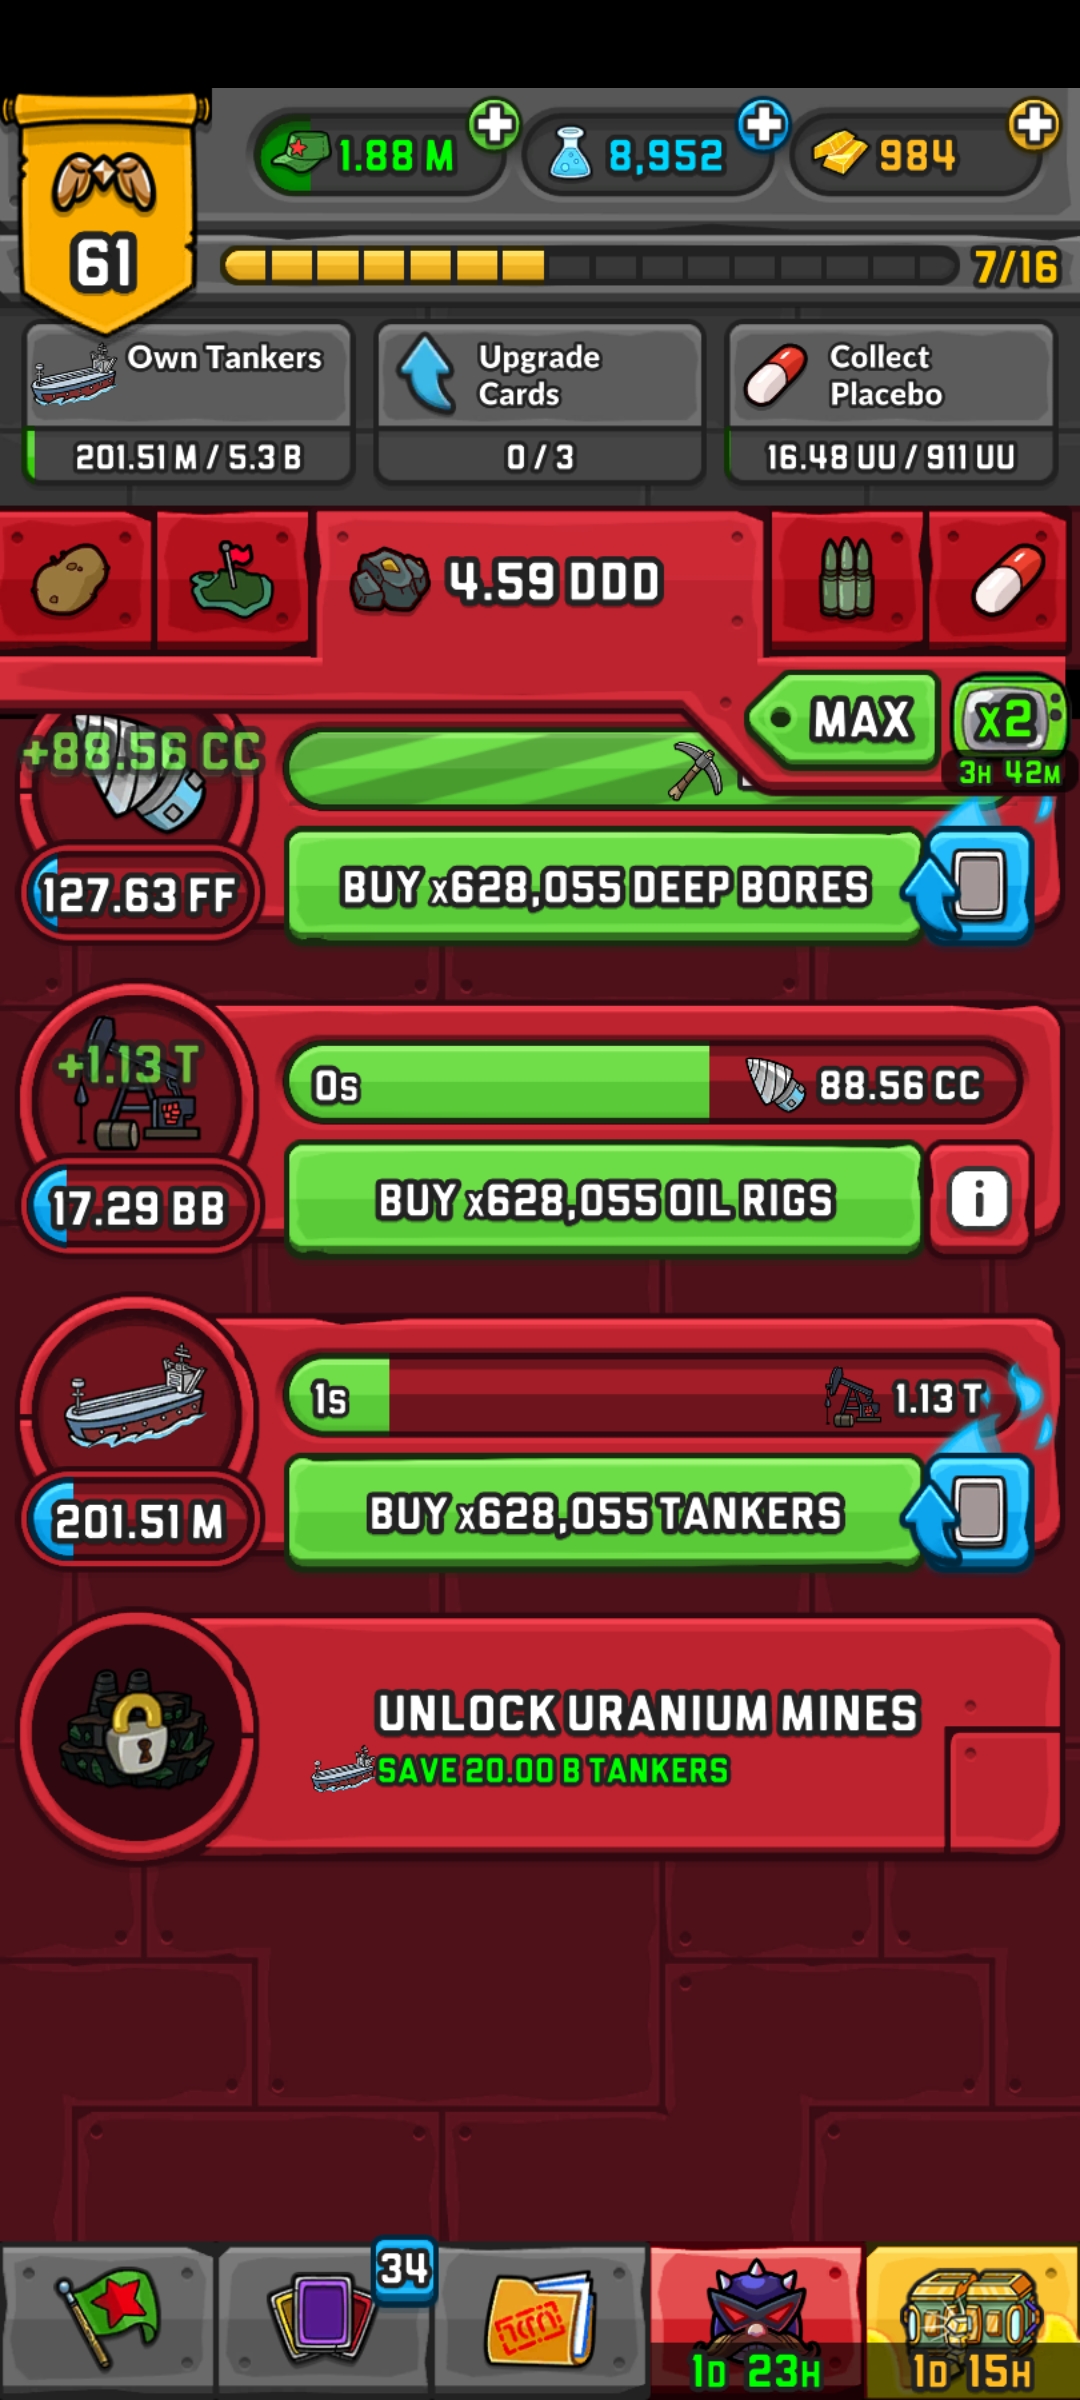 1.88 M
8,952
984
61
7/16
Own Tankers
201.51 M / 5.3 B
Upgrade
Cards
0 / 3
Collect
Placebo
16.48 UU / 911 UU
4.59 DDD
MAX
x2
3H 42M
+88.56 CC
127.63 FF
BUY x628,055 DEEP BORES
+1.13 T
0s
88.56 CC
17.29 BB
BUY x628,055 OIL RIGS
i
1s
1.13 T
201.51 M
BUY x628,055 TANKERS
UNLOCK URANIUM MINES
SAVE 20.00 B TANKERS
34
1D 23H
1D 15H